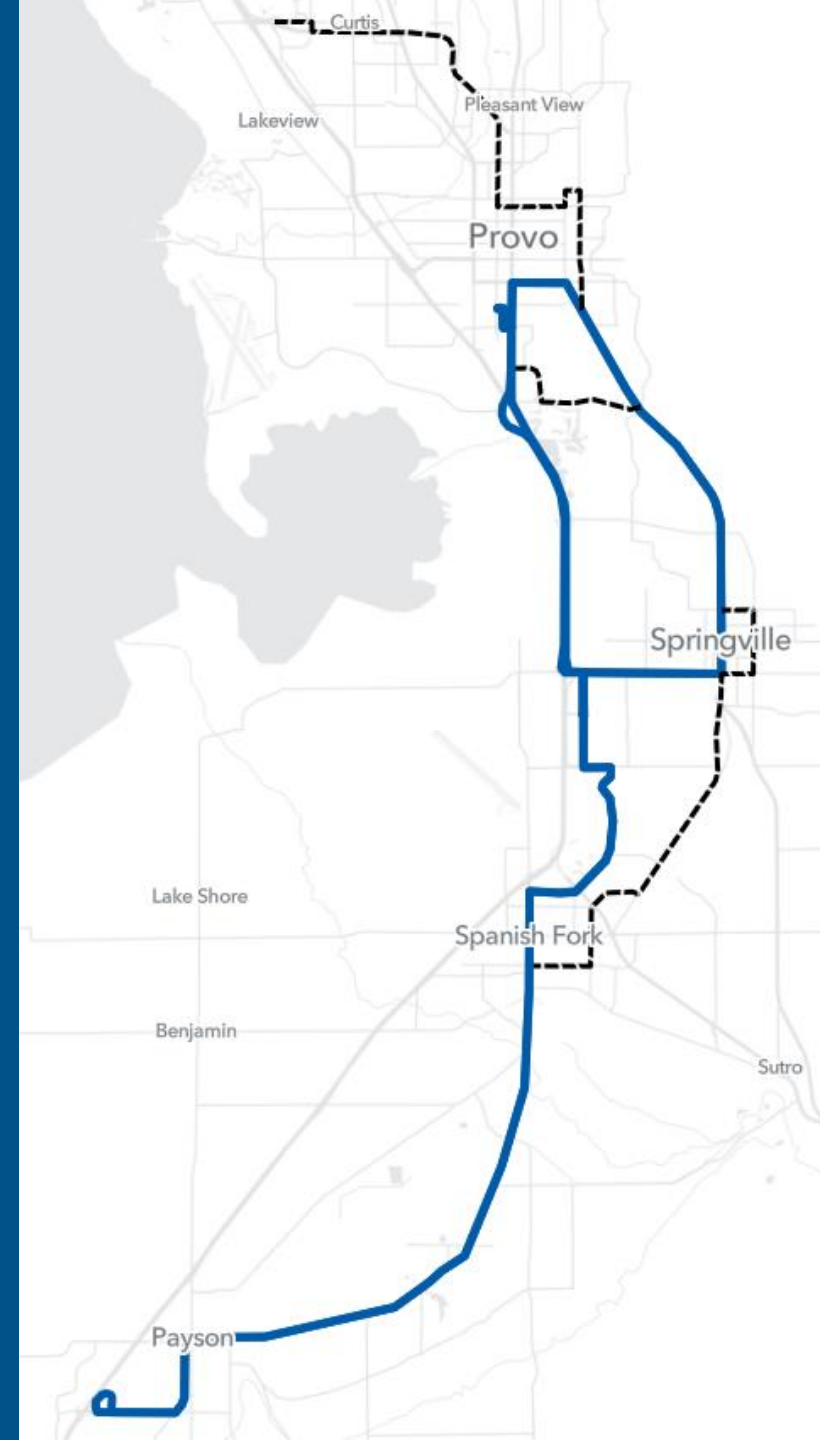 Curtis
Pleasant View
Lakeview
Provo
Springville
Lake Shore
Spanish Fork
Benjamin
Sutro
Payson